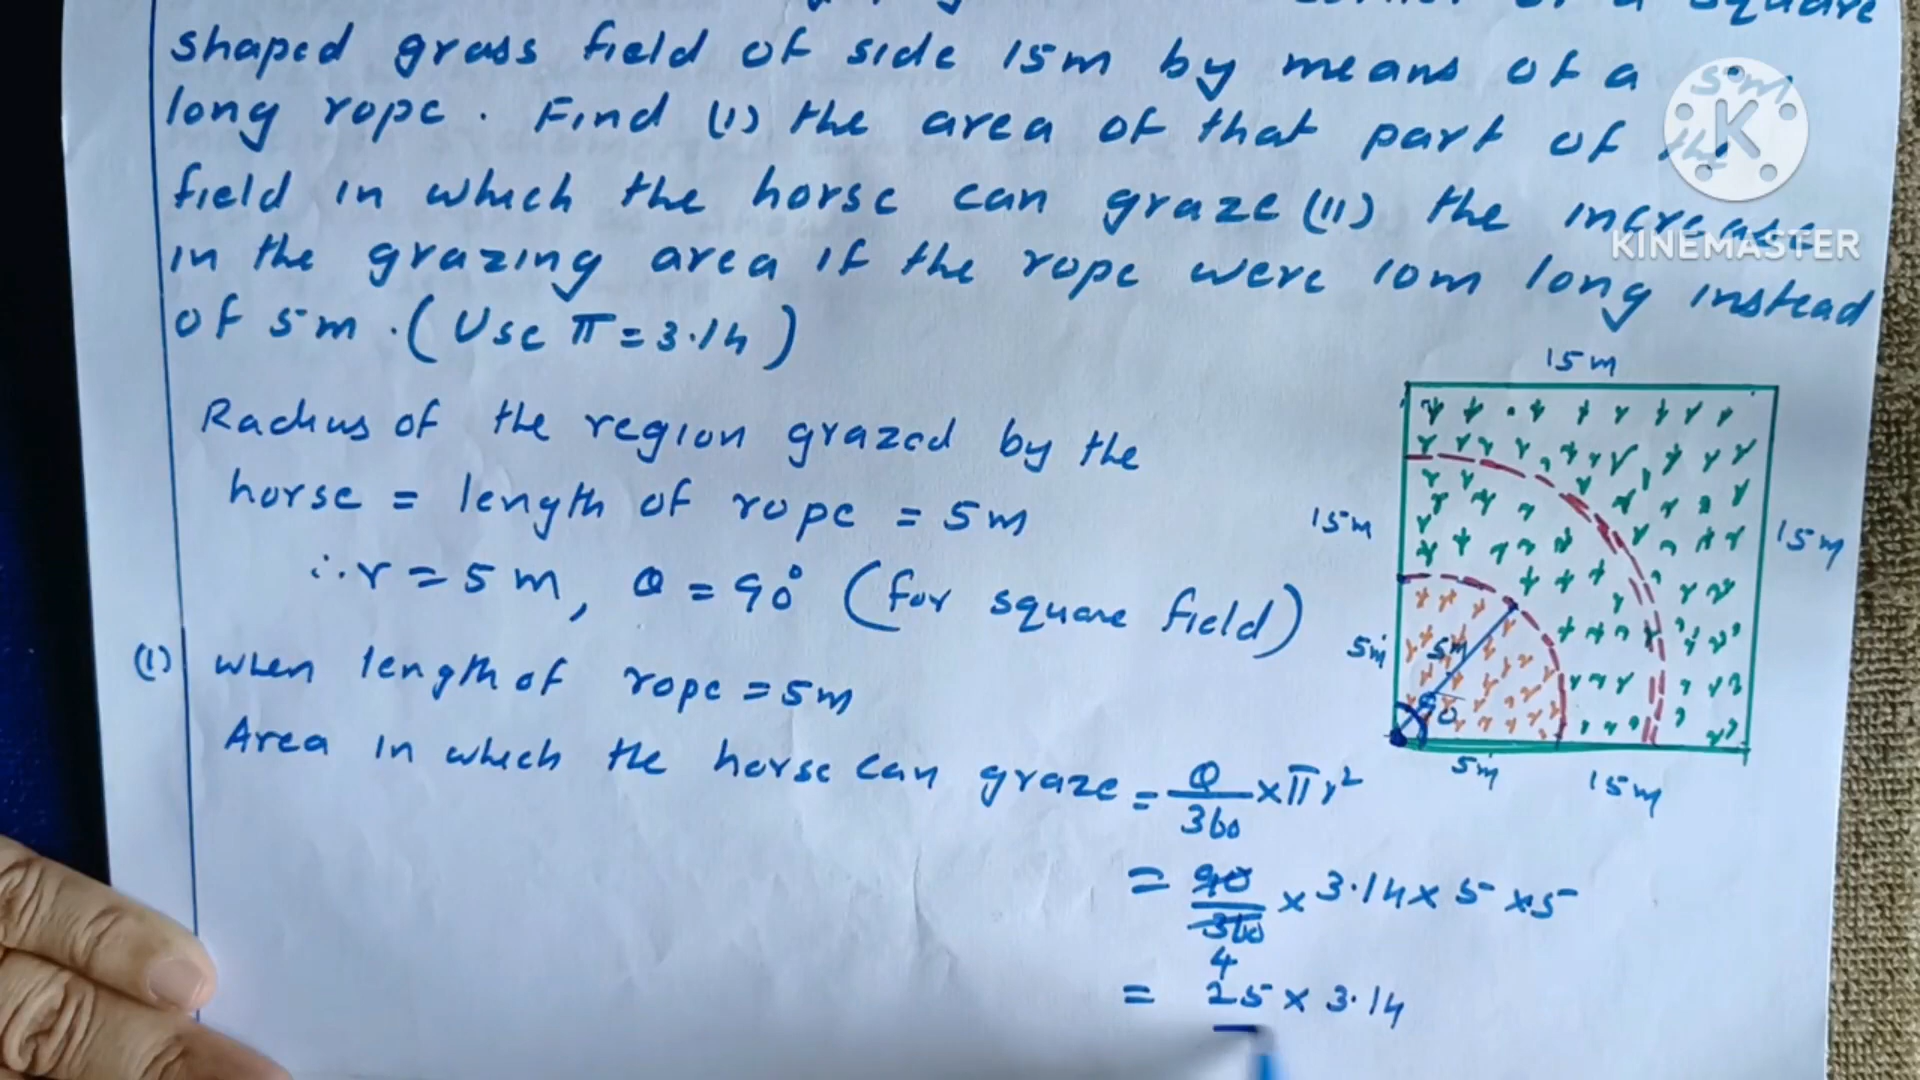 of a square
shaped grass field of side 15m by means of a 5m
long rope. Find (i) the area of that part of the
field in which the horse can graze (ii) the increase
in the grazing area if the rope were 10m long instead
of 5m. (Use π = 3.14)
Radius of the region grazed by the
horse = length of rope = 5m
∴ r = 5m, θ = 90° (for square field)
(i) when length of rope = 5m
Area in which the horse can graze = θ/360 × πr²
= 90/360 × 3.14 × 5 × 5
4
= 25 × 3.14
15m
15m
15m
5m
5m
90
5m
15m
K
KINEMASTER